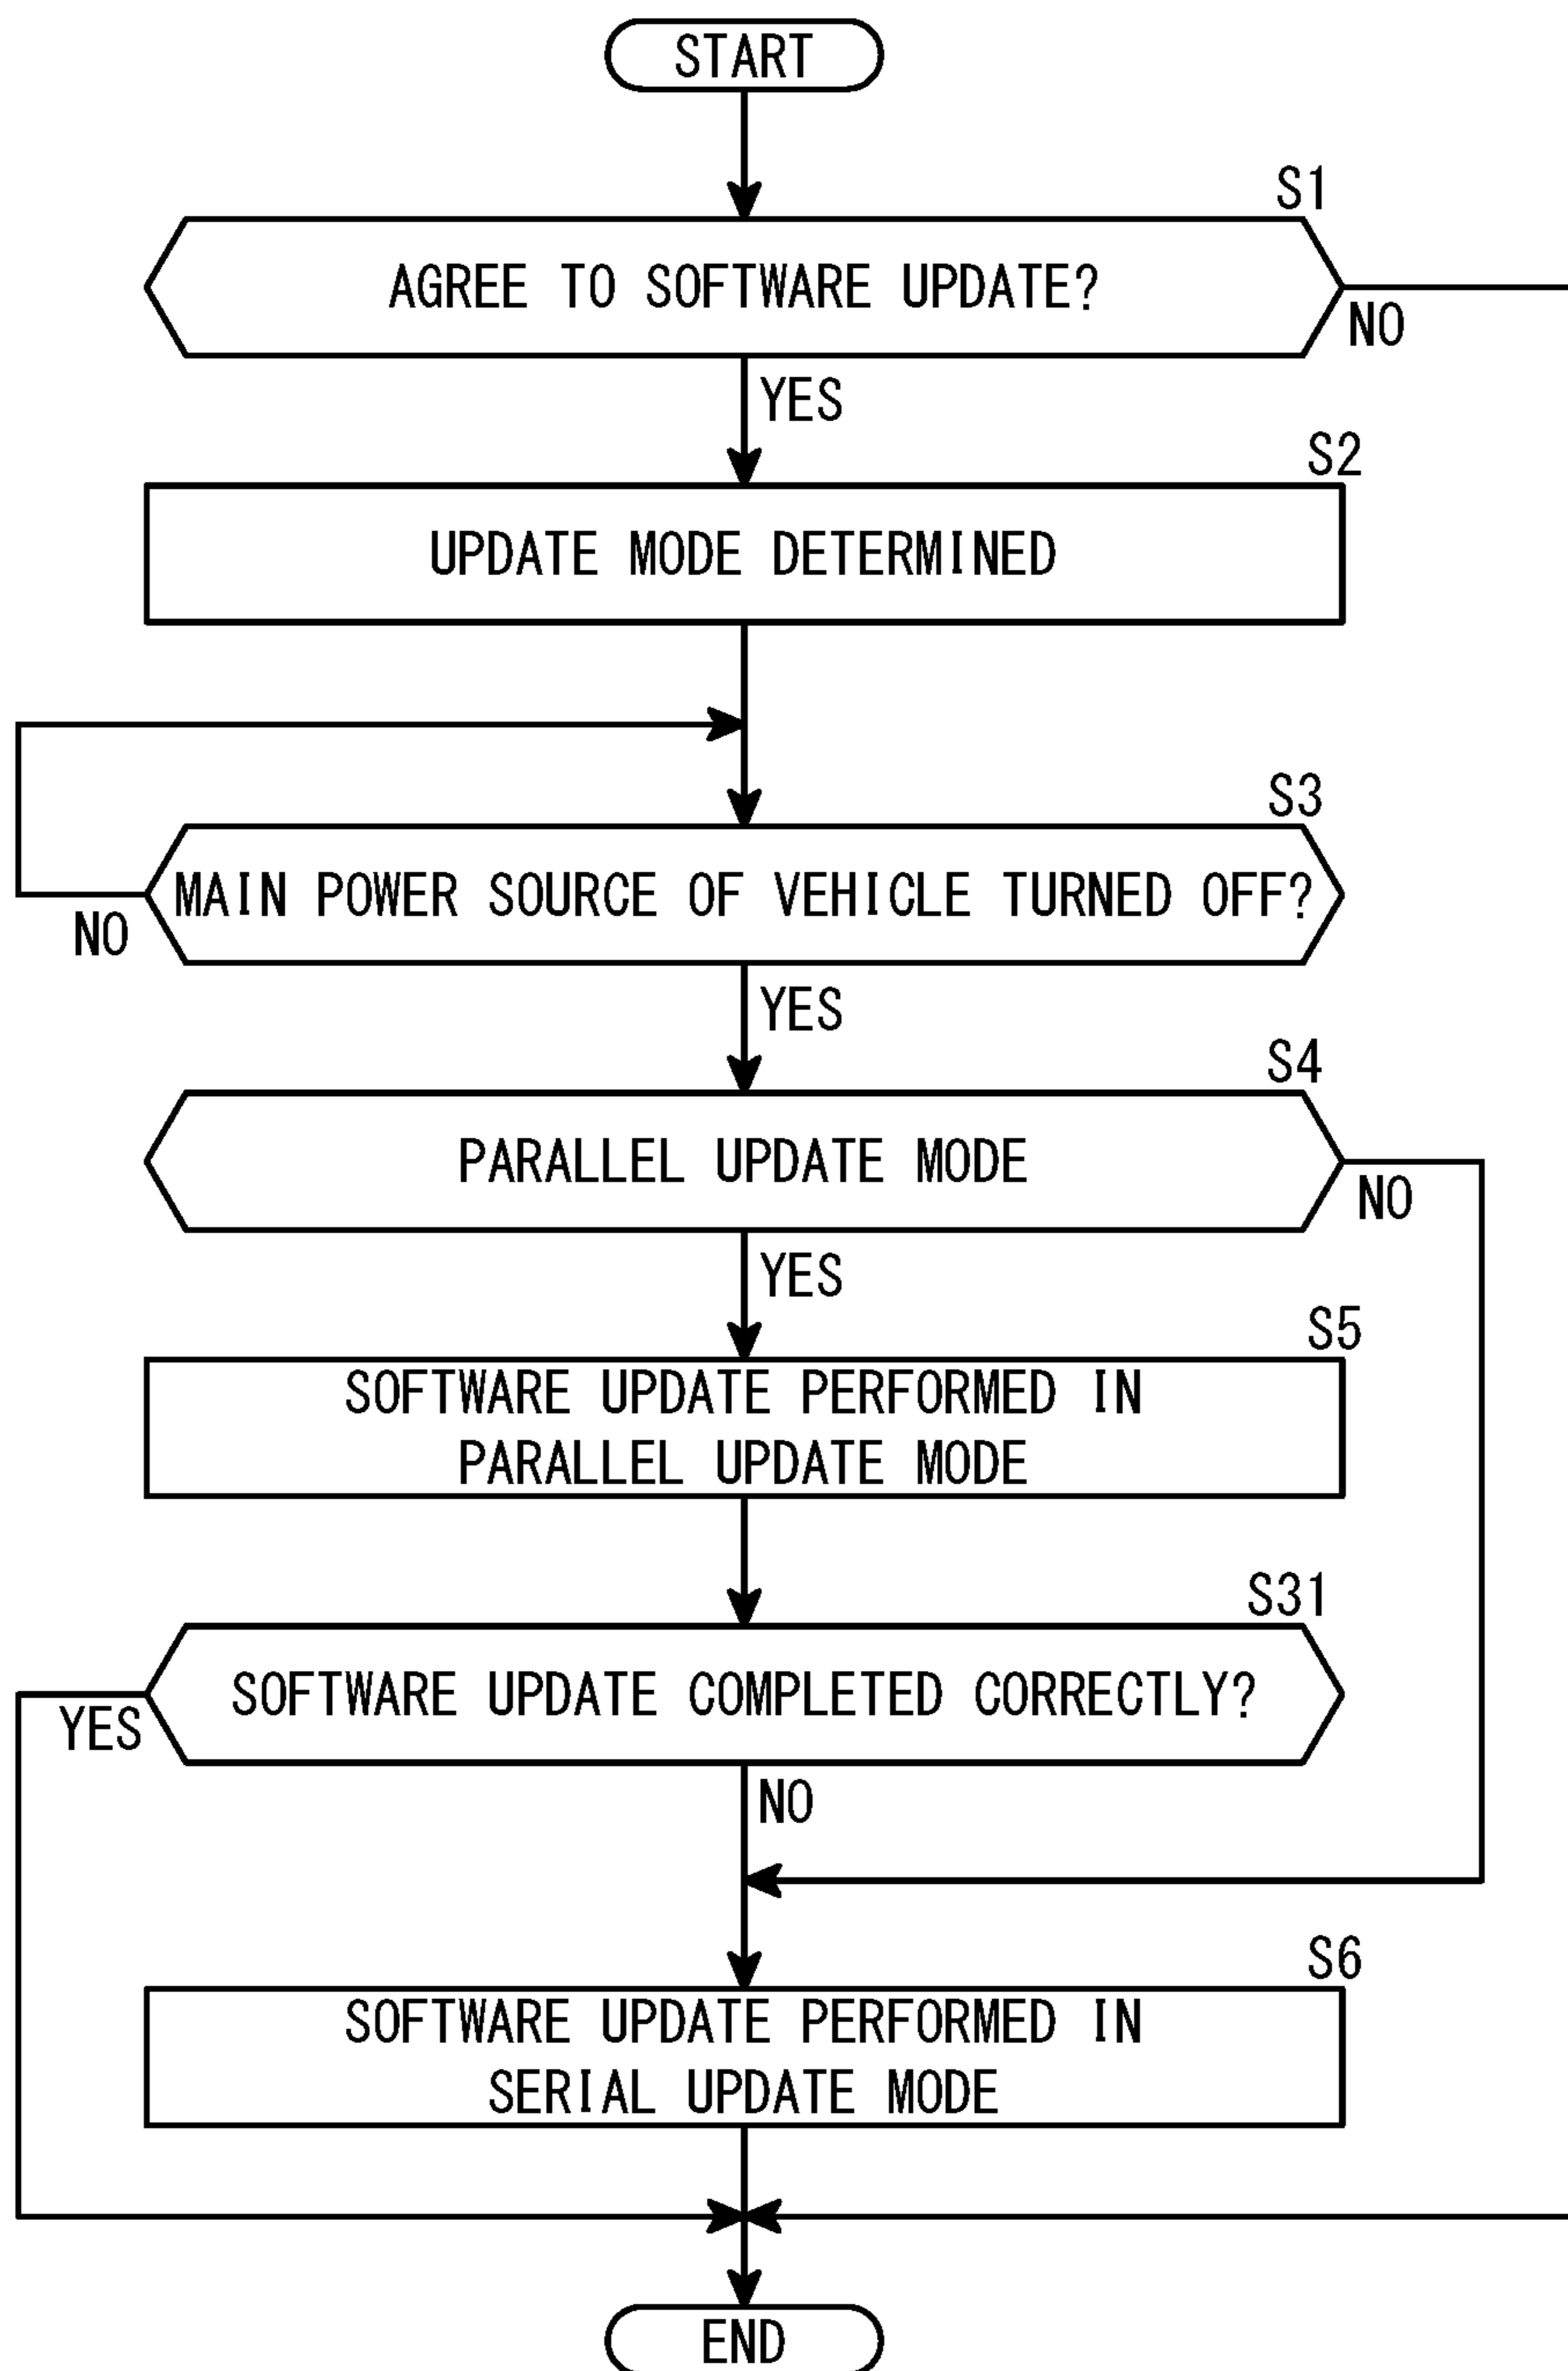 START
S1
AGREE TO SOFTWARE UPDATE?
NO
YES
S2
UPDATE MODE DETERMINED
S3
MAIN POWER SOURCE OF VEHICLE TURNED OFF?
NO
YES
S4
PARALLEL UPDATE MODE
NO
YES
S5
SOFTWARE UPDATE PERFORMED IN
PARALLEL UPDATE MODE
S31
SOFTWARE UPDATE COMPLETED CORRECTLY?
YES
NO
S6
SOFTWARE UPDATE PERFORMED IN
SERIAL UPDATE MODE
END